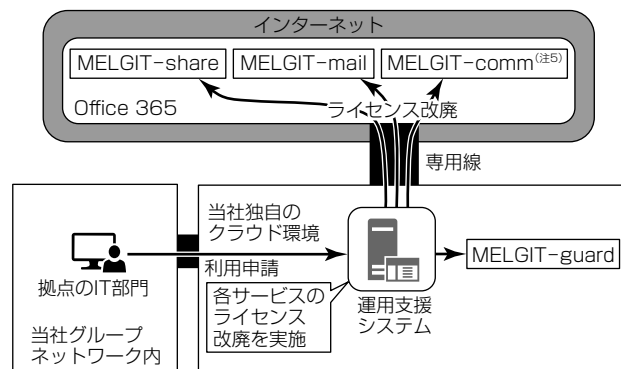 インターネット
MELGIT-share
MELGIT-mail
MELGIT-comm(注5)
Office 365
ライセンス改廃
専用線
当社独自の
クラウド環境
利用申請
拠点のIT部門
当社グループ
ネットワーク内
各サービスの
ライセンス
改廃を実施
運用支援
システム
MELGIT-guard